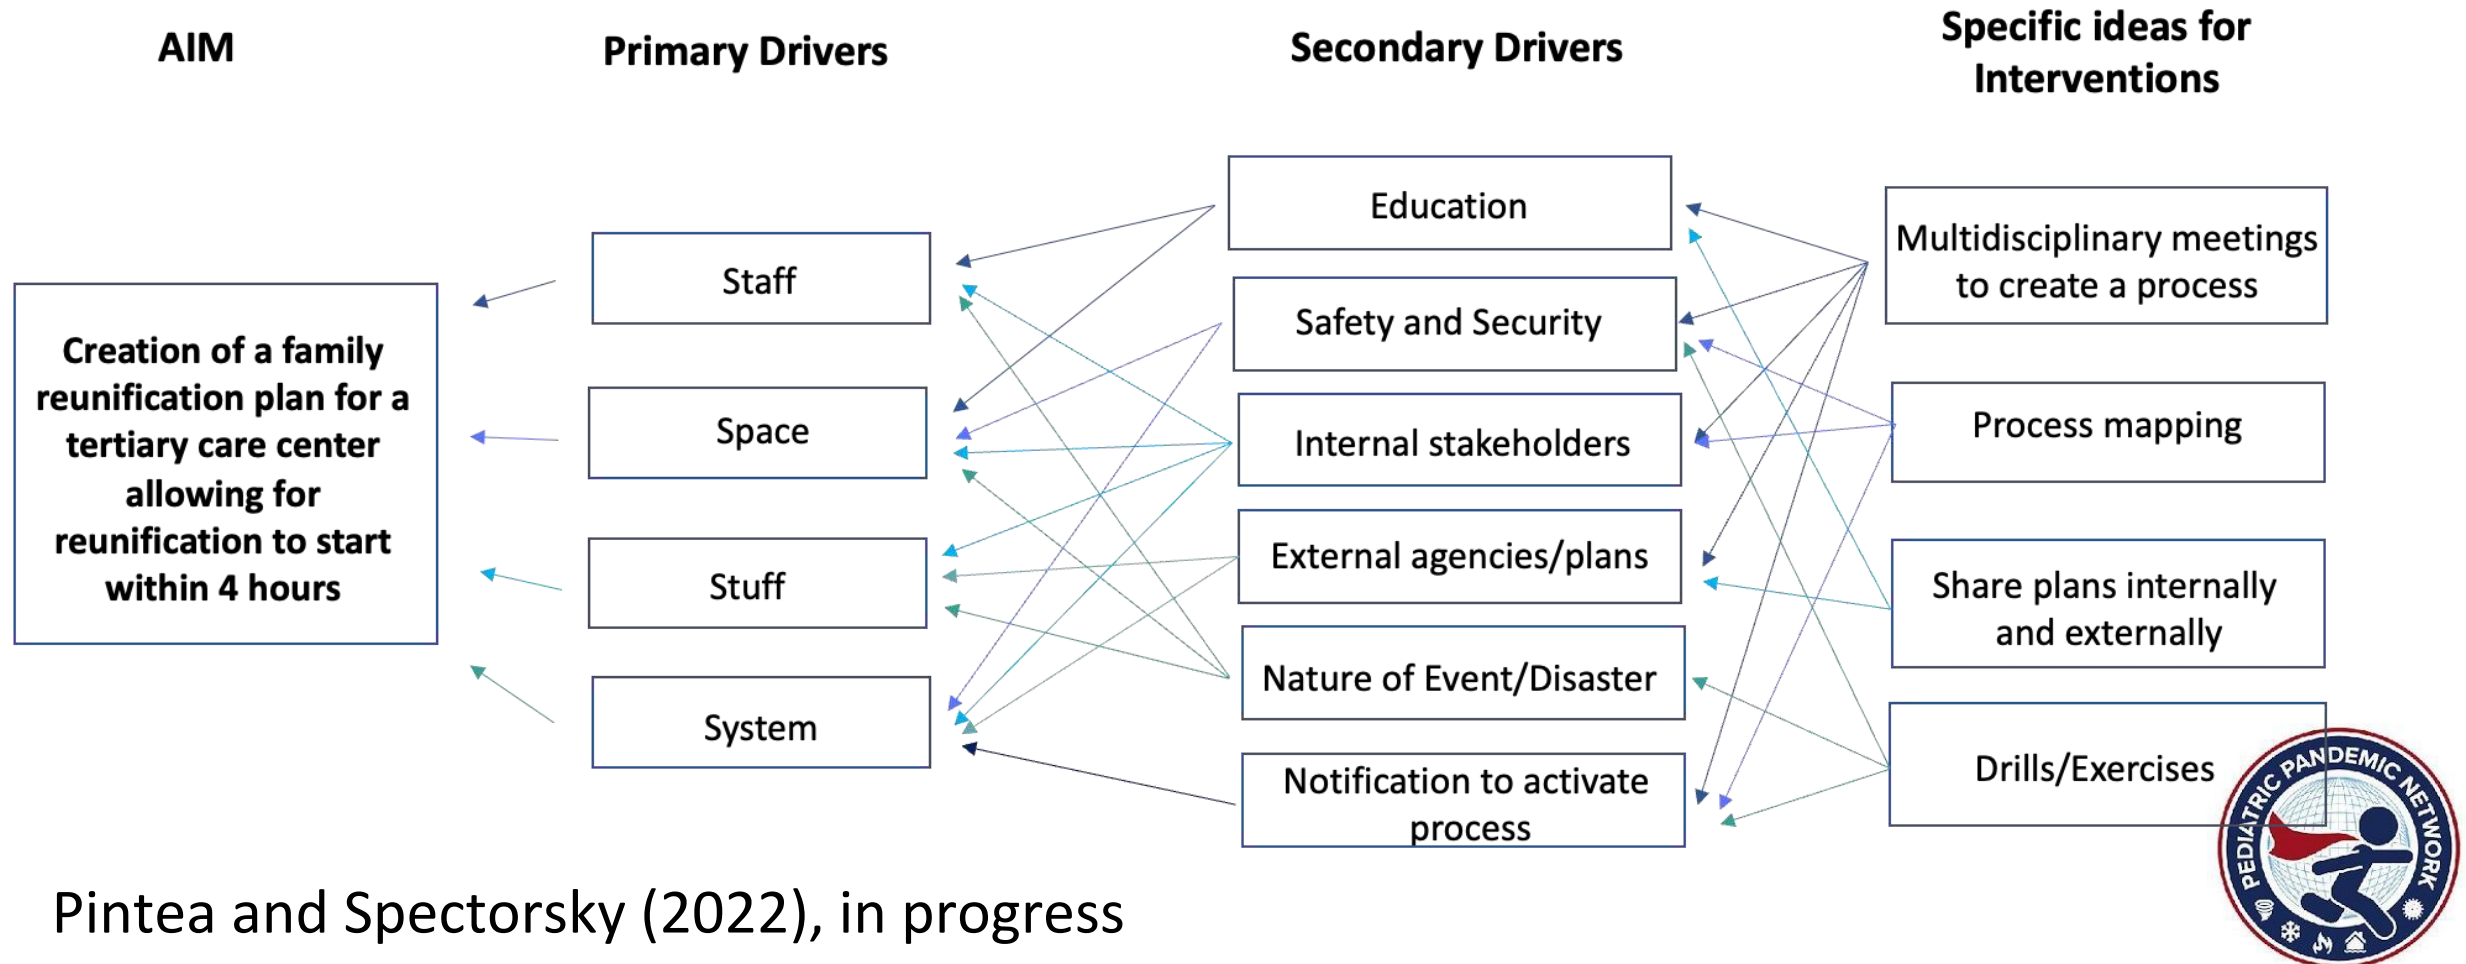 AIM
Primary Drivers
Secondary Drivers
Specific ideas for
Interventions
Creation of a family
reunification plan for a
tertiary care center
allowing for
reunification to start
within 4 hours
Staff
Space
Stuff
System
Education
Safety and Security
Internal stakeholders
External agencies/plans
Nature of Event/Disaster
Notification to activate
process
Multidisciplinary meetings
to create a process
Process mapping
Share plans internally
and externally
Drills/Exercises
PEDIATRIC PANDEMIC NETWORK
Pintea and Spectorsky (2022), in progress